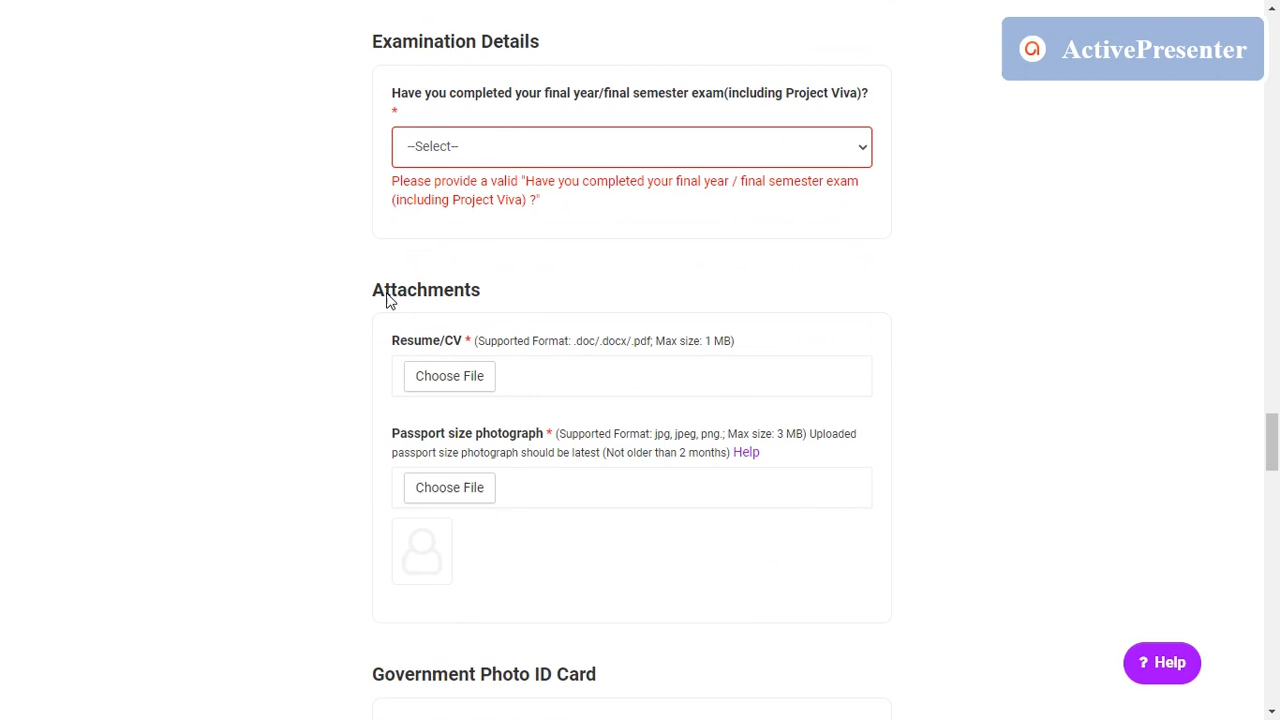 Examination Details
ActivePresenter
Have you completed your final year/final semester exam(including Project Viva)?
*
--Select--
Please provide a valid "Have you completed your final year / final semester exam
(including Project Viva) ?"
Attachments
Resume/CV * (Supported Format: .doc/.docx/.pdf; Max size: 1 MB)
Choose File
Passport size photograph * (Supported Format: jpg, jpeg, png.; Max size: 3 MB) Uploaded
passport size photograph should be latest (Not older than 2 months) Help
Choose File
Government Photo ID Card
? Help